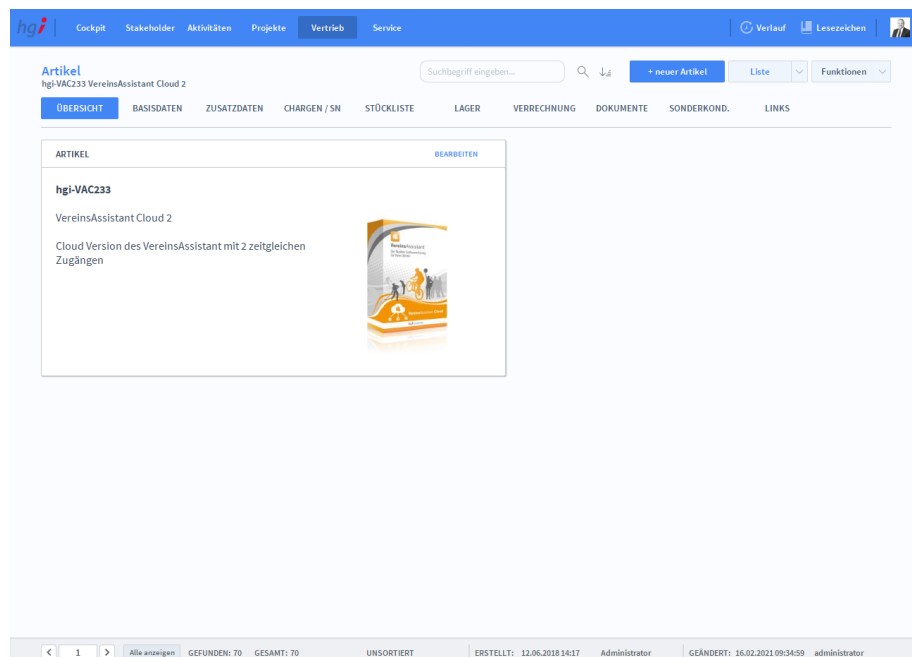 hgi
Cockpit Stakeholder Aktivitäten Projekte Vertrieb Service Verlauf Lesezeichen
Artikel
hgi-VAC233 VereinsAssistant Cloud 2
Suchbegriff eingeben... + neuer Artikel Liste Funktionen
ÜBERSICHT BASISDATEN ZUSATZDATEN CHARGEN / SN STÜCKLISTE LAGER VERRECHNUNG DOKUMENTE SONDERKOND. LINKS
ARTIKEL BEARBEITEN
hgi-VAC233
VereinsAssistant Cloud 2
Cloud Version des VereinsAssistant mit 2 zeitgleichen
Zugängen
VereinsAssistant
VereinsAssistant Cloud
1 Alle anzeigen GEFUNDEN: 70 GESAMT: 70 UNSORTIERT ERSTELLT: 12.06.2018 14:17 Administrator GEÄNDERT: 16.02.2021 09:34:59 administrator